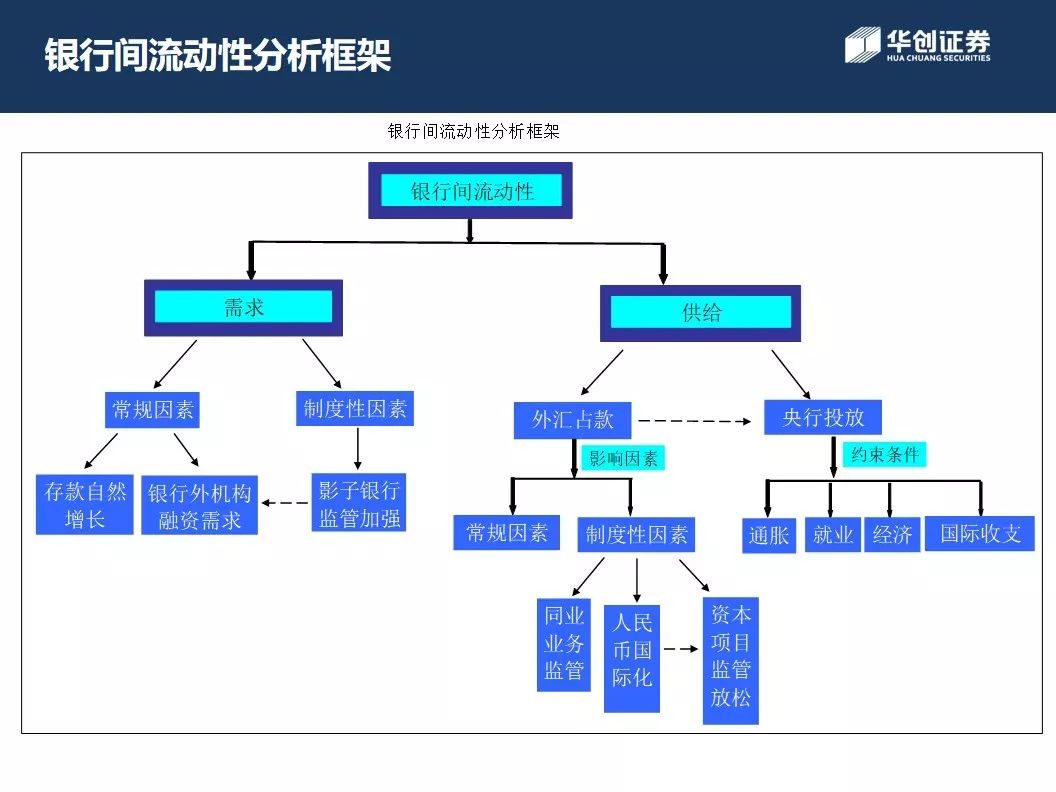 银行间流动性分析框架
华创证券
HUA CHUANG SECURITIES
银行间流动性分析框架
银行间流动性
需求
供给
常规因素
制度性因素
外汇占款
央行投放
影响因素
约束条件
存款自然
增长
银行外机构
融资需求
影子银行
监管加强
常规因素
制度性因素
通胀
就业
经济
国际收支
同业
业务
监管
人民
币国
际化
资本
项目
监管
放松